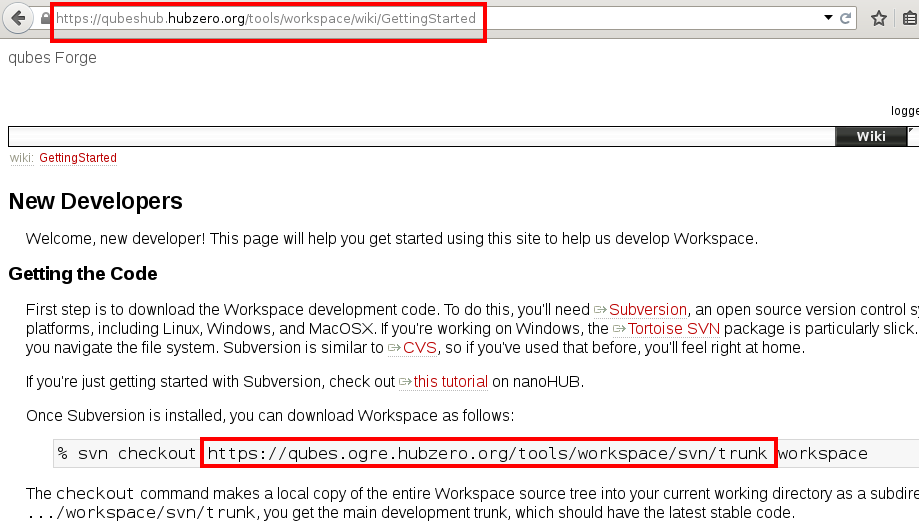 https://qubeshub.hubzero.org/tools/workspace/wiki/GettingStarted
qubes Forge
logge
Wiki
wiki: GettingStarted
New Developers
Welcome, new developer! This page will help you get started using this site to help us develop Workspace.
Getting the Code
First step is to download the Workspace development code. To do this, you'll need Subversion, an open source version control sy
platforms, including Linux, Windows, and MacOSX. If you're working on Windows, the Tortoise SVN package is particularly slick.
you navigate the file system. Subversion is similar to CVS, so if you've used that before, you'll feel right at home.
If you're just getting started with Subversion, check out this tutorial on nanoHUB.
Once Subversion is installed, you can download Workspace as follows:
% svn checkout https://qubes.ogre.hubzero.org/tools/workspace/svn/trunk workspace
The checkout command makes a local copy of the entire Workspace source tree into your current working directory as a subdire
.../workspace/svn/trunk, you get the main development trunk, which should have the latest stable code.